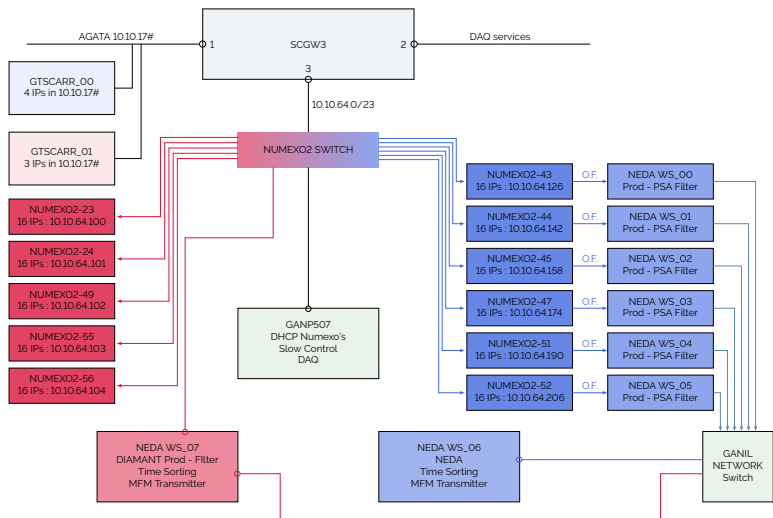 AGATA 10.10.17#
1
SCGW3
2
DAQ services
3
GTSCARR_00
4 IPs in 10.10.17#
10.10.64.0/23
GTSCARR_01
3 IPs in 10.10.17#
NUMEXO2 SWITCH
NUMEXO2-23
16 IPs : 10.10.64.100
NUMEXO2-24
16 IPs : 10.10.64.101
NUMEXO2-49
16 IPs : 10.10.64.102
NUMEXO2-55
16 IPs : 10.10.64.103
NUMEXO2-56
16 IPs : 10.10.64.104
GANP507
DHCP Numexo's
Slow Control
DAQ
NUMEXO2-43
16 IPs : 10.10.64.126
O.F.
NEDA WS_00
Prod - PSA Filter
NUMEXO2-44
16 IPs : 10.10.64.142
O.F.
NEDA WS_01
Prod - PSA Filter
NUMEXO2-45
16 IPs : 10.10.64.158
O.F.
NEDA WS_02
Prod - PSA Filter
NUMEXO2-47
16 IPs : 10.10.64.174
O.F.
NEDA WS_03
Prod - PSA Filter
NUMEXO2-51
16 IPs : 10.10.64.190
O.F.
NEDA WS_04
Prod - PSA Filter
NUMEXO2-52
16 IPs : 10.10.64.206
O.F.
NEDA WS_05
Prod - PSA Filter
NEDA WS_07
DIAMANT Prod - FIlter
Time Sorting
MFM Transmitter
NEDA WS_06
NEDA
Time Sorting
MFM Transmitter
GANIL
NETWORK
Switch